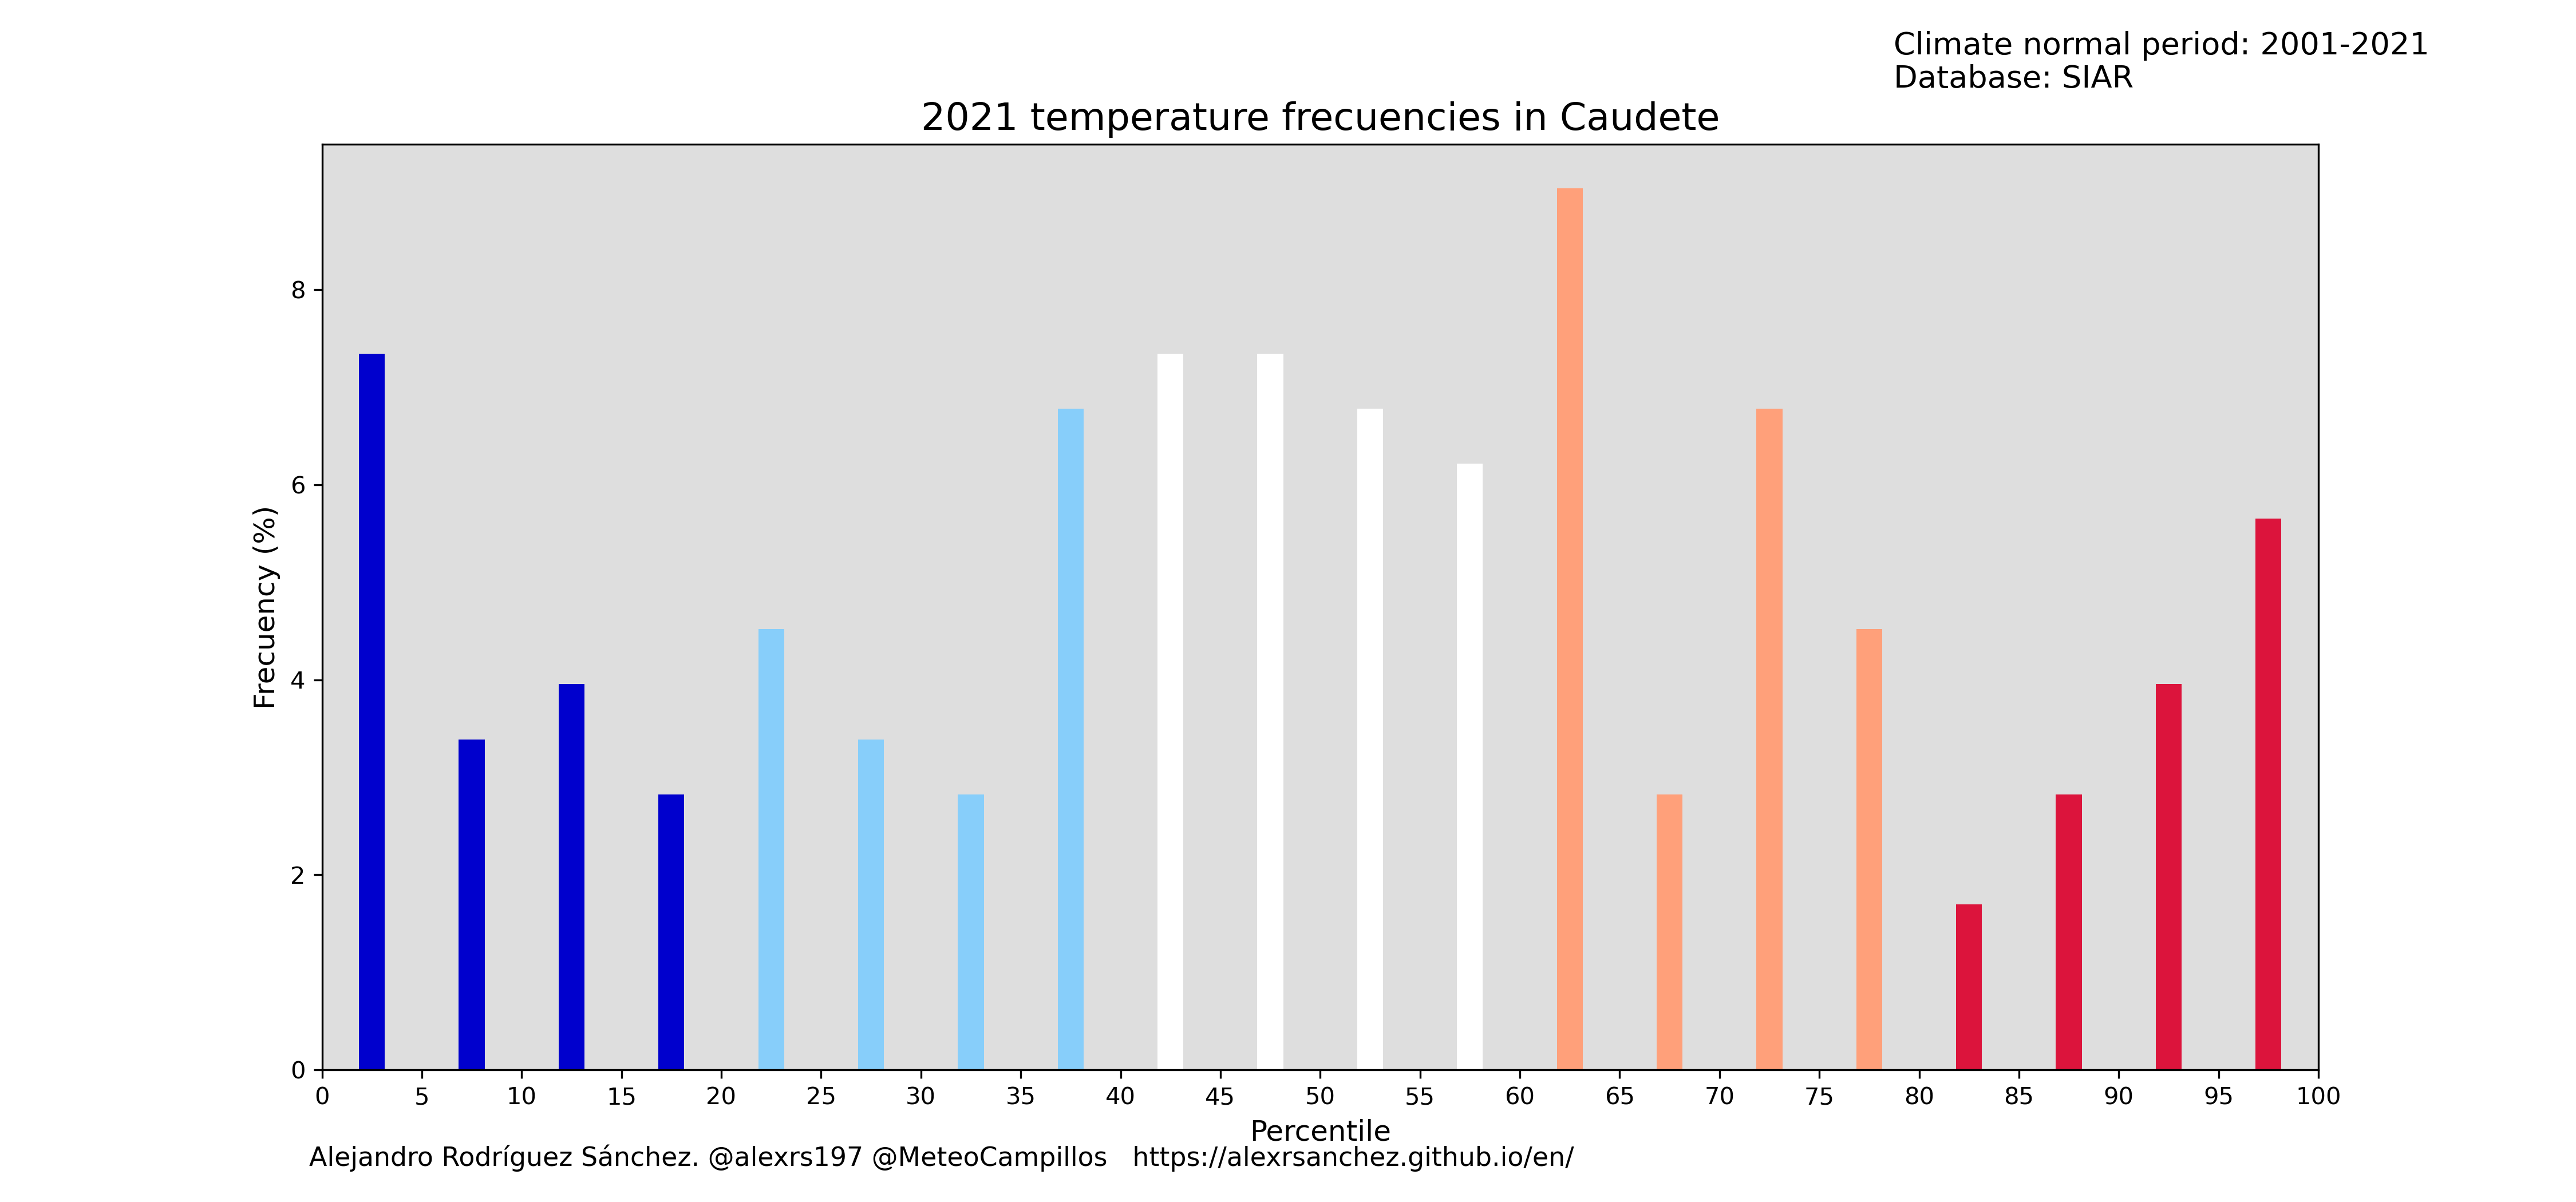 Climate normal period: 2001-2021
Database: SIAR
2021 temperature frecuencies in Caudete
8
6
4
2
0
Frecuency (%)
0 5 10 15 20 25 30 35 40 45 50 55 60 65 70 75 80 85 90 95 100
Percentile
Alejandro Rodríguez Sánchez. @alexrs197 @MeteoCampillos https://alexrsanchez.github.io/en/